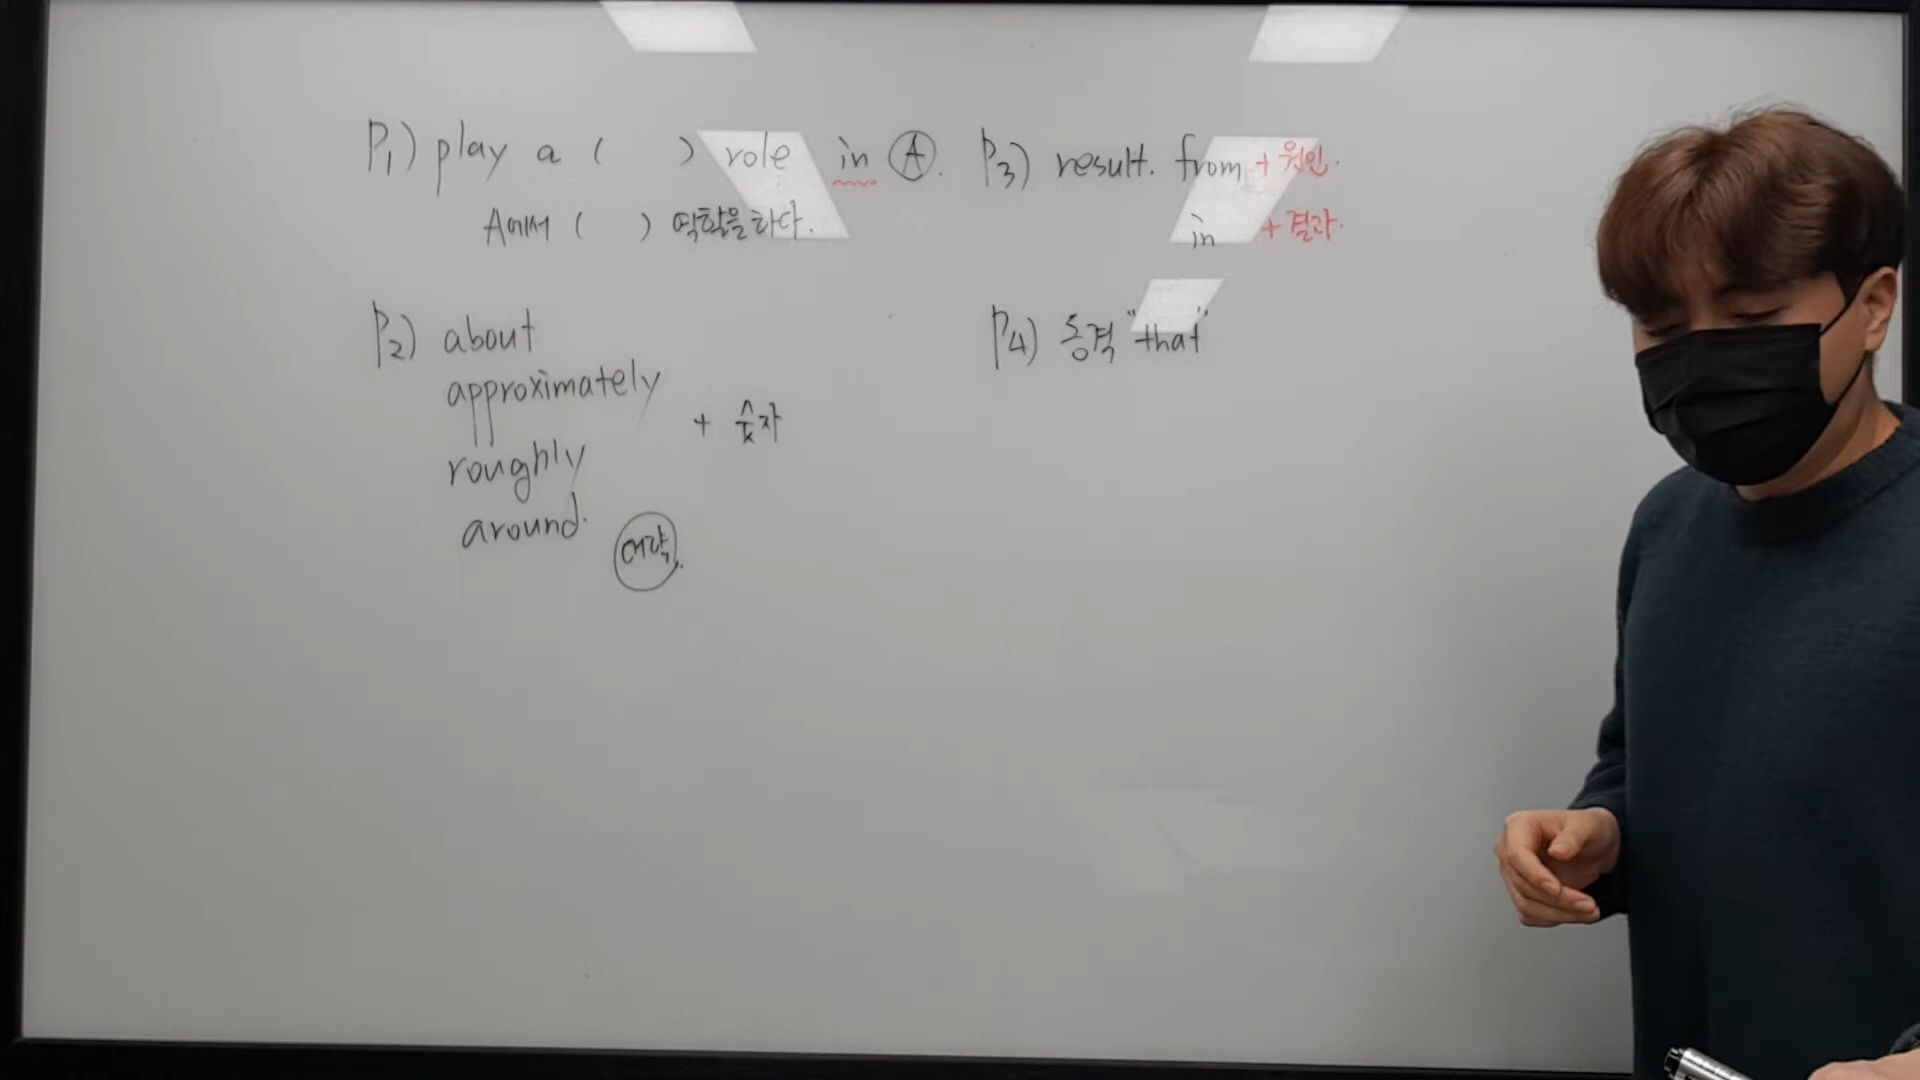 P1) play a ( ) role in Ⓐ.
A에서 ( ) 역할을 하다.
P2) about
approximately
roughly
around.
+ 숫자
대략.
P3) result. from + 원인.
in + 결과.
P4) 동격 "that"